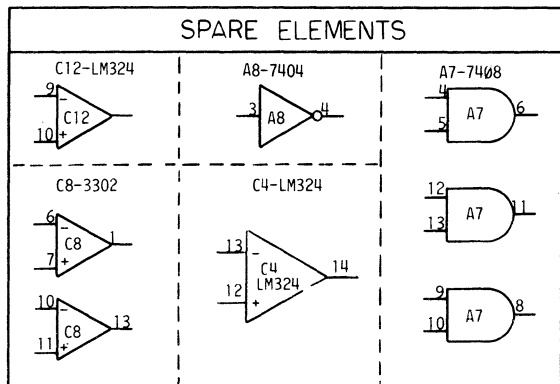 SPARE ELEMENTS
C12-LM324
9
-
C12
10
+
A8-7404
3
A8
4
A7-7408
4
5
A7
6
12
13
A7
11
9
10
A7
8
C8-3302
6
-
C8
7
+
1
10
-
C8
11
+
13
C4-LM324
13
-
C4
LM324
12
+
14